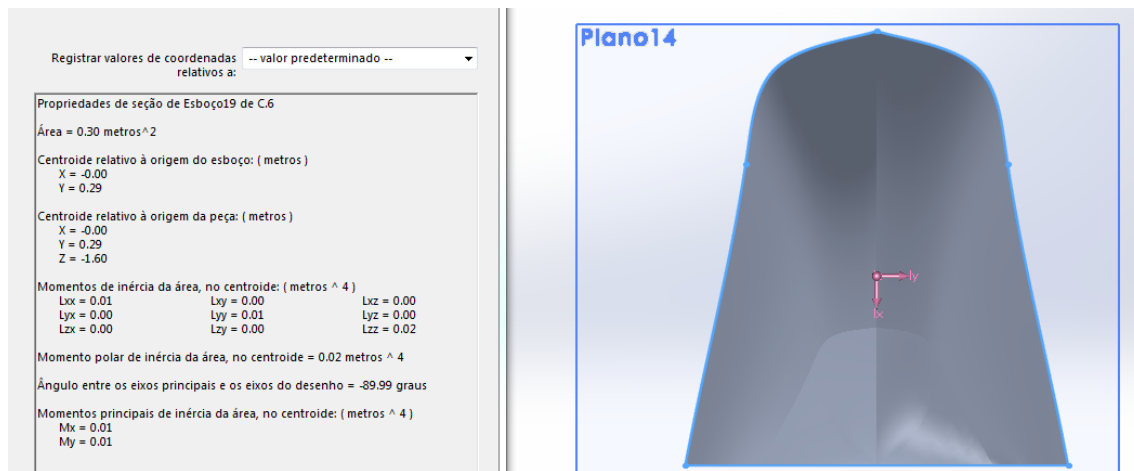 Registrar valores de coordenadas
relativos a:
-- valor predeterminado --
Propriedades de seção de Esboço19 de C.6
Área = 0.30 metros^2
Centroide relativo à origem do esboço: ( metros )
X = -0.00
Y = 0.29
Centroide relativo à origem da peça: ( metros )
X = -0.00
Y = 0.29
Z = -1.60
Momentos de inércia da área, no centroide: ( metros ^ 4 )
Lxx = 0.01 Lxy = 0.00 Lxz = 0.00
Lyx = 0.00 Lyy = 0.01 Lyz = 0.00
Lzx = 0.00 Lzy = 0.00 Lzz = 0.02
Momento polar de inércia da área, no centroide = 0.02 metros ^ 4
Ângulo entre os eixos principais e os eixos do desenho = -89.99 graus
Momentos principais de inércia da área, no centroide: ( metros ^ 4 )
Mx = 0.01
My = 0.01
Plano14
Iy
Ix